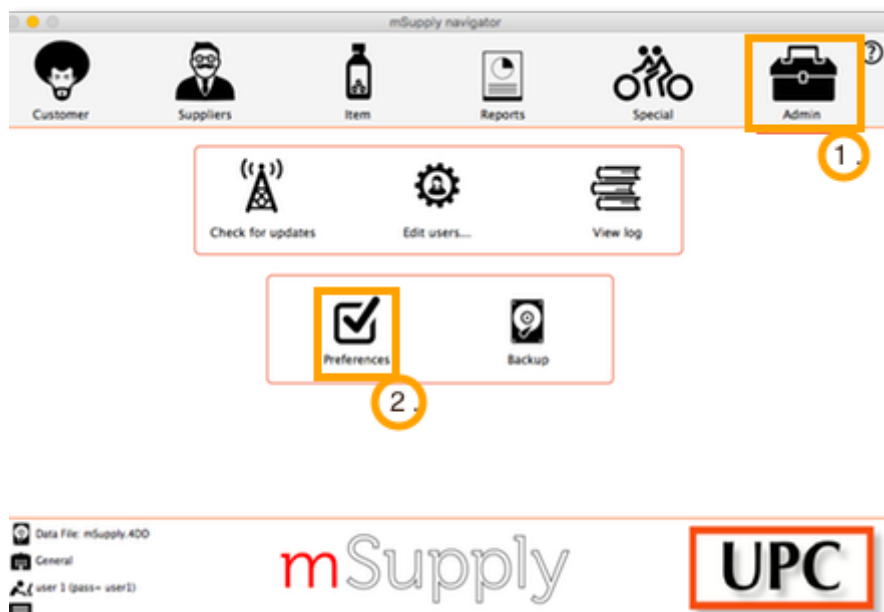 mSupply navigator
Customer Suppliers Item Reports Special Admin ?
1.
Check for updates Edit users... View log
Preferences Backup
2.
Data File: mSupply.4DD
General
user 1 (pass= user1)
mSupply
UPC